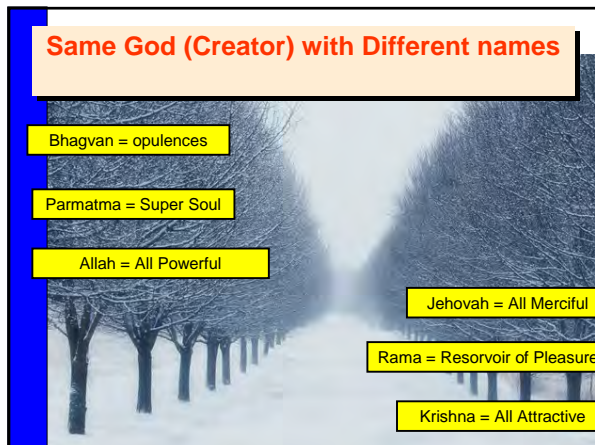 Same God (Creator) with Different names
Bhagvan = opulences
Parmatma = Super Soul
Allah = All Powerful
Jehovah = All Merciful
Rama = Resorvoir of Pleasure
Krishna = All Attractive